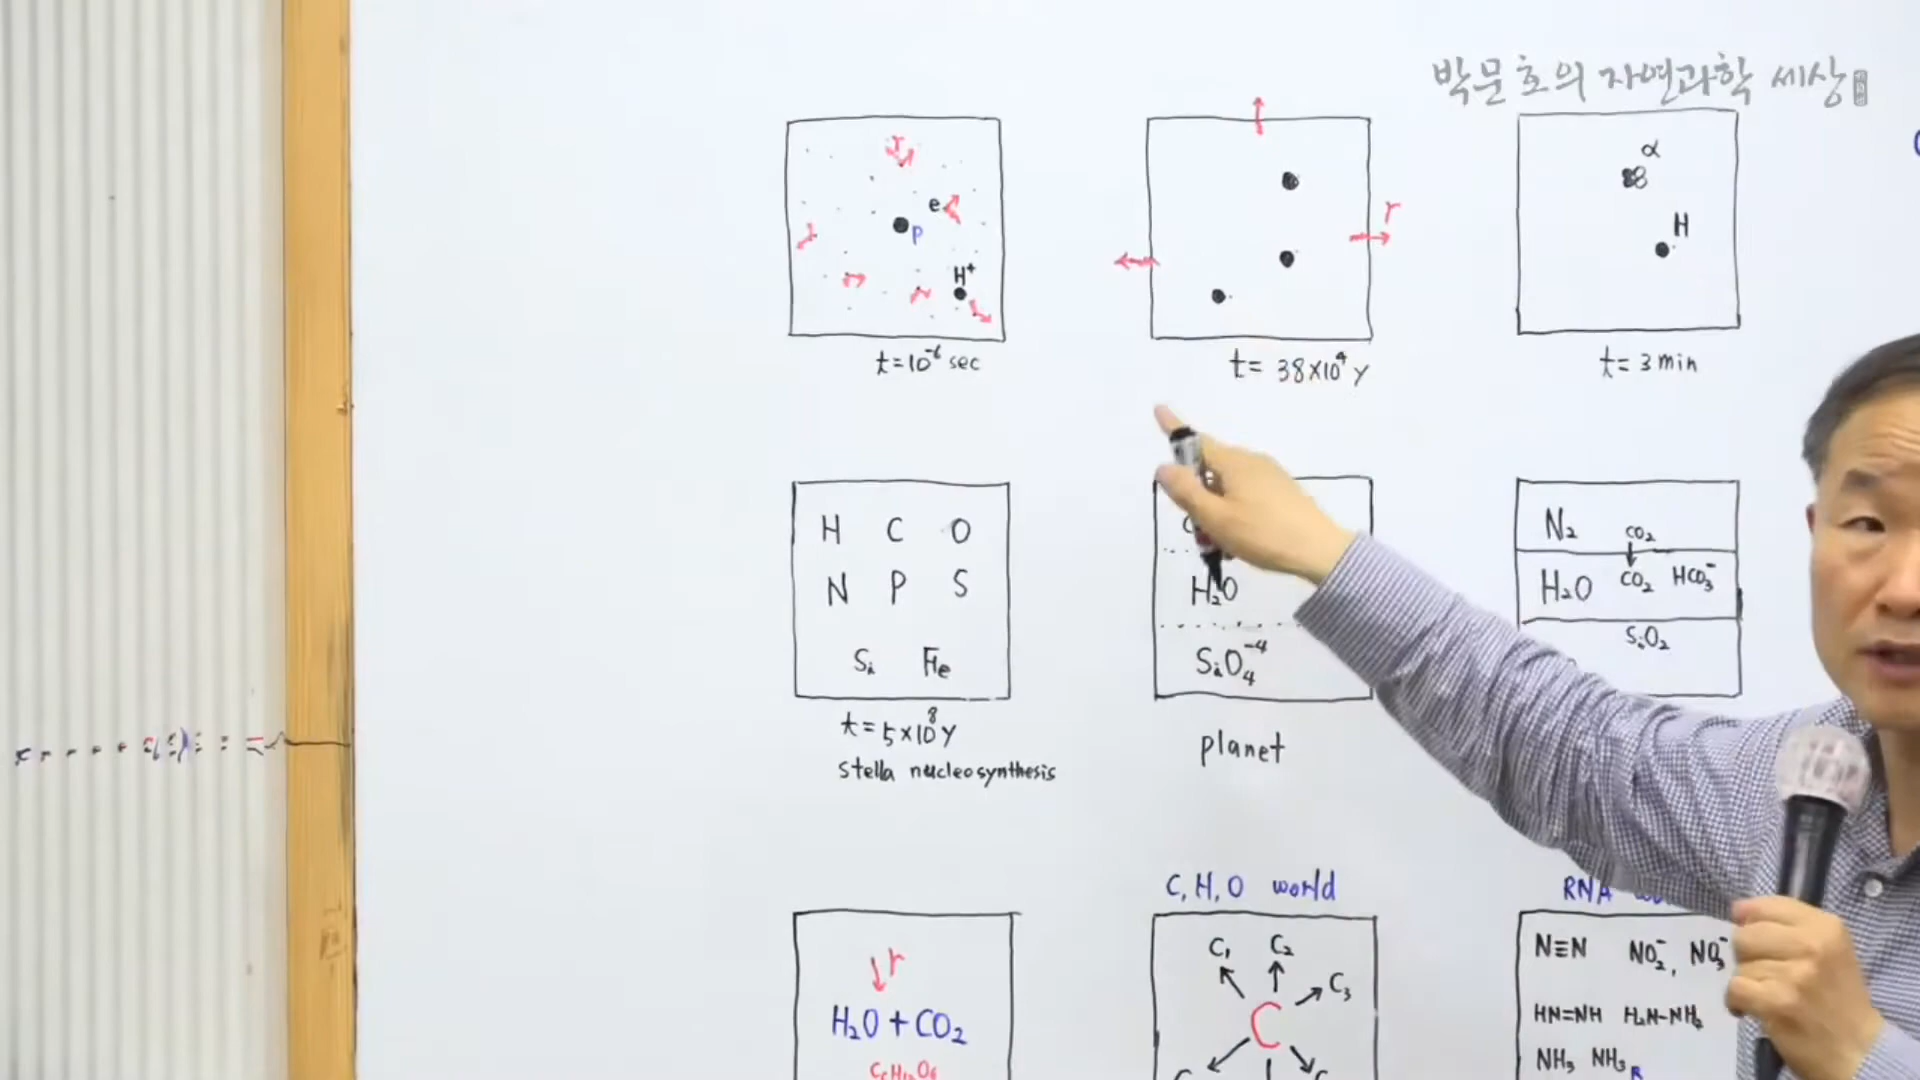 박문호의 자연과학 세상
r
e
p
H⁺
t=10⁻⁶ sec
r
t= 38×10⁴ y
α
H
t= 3 min
H C O
N P S
Si Fe
t=5×10⁸y
stella nucleosynthesis
H₂O
SiO₄⁻⁴
planet
N₂ CO₂
H₂O CO₂ HCO₃⁻
SiO₂
r
H₂O + CO₂
C₆H₁₂O₆
C, H, O world
C₁ C₂
C₃
C
RNA
N≡N NO₂⁻, NO₃⁻
HN=NH H₂N-NH₂
NH₃ NH₃
R